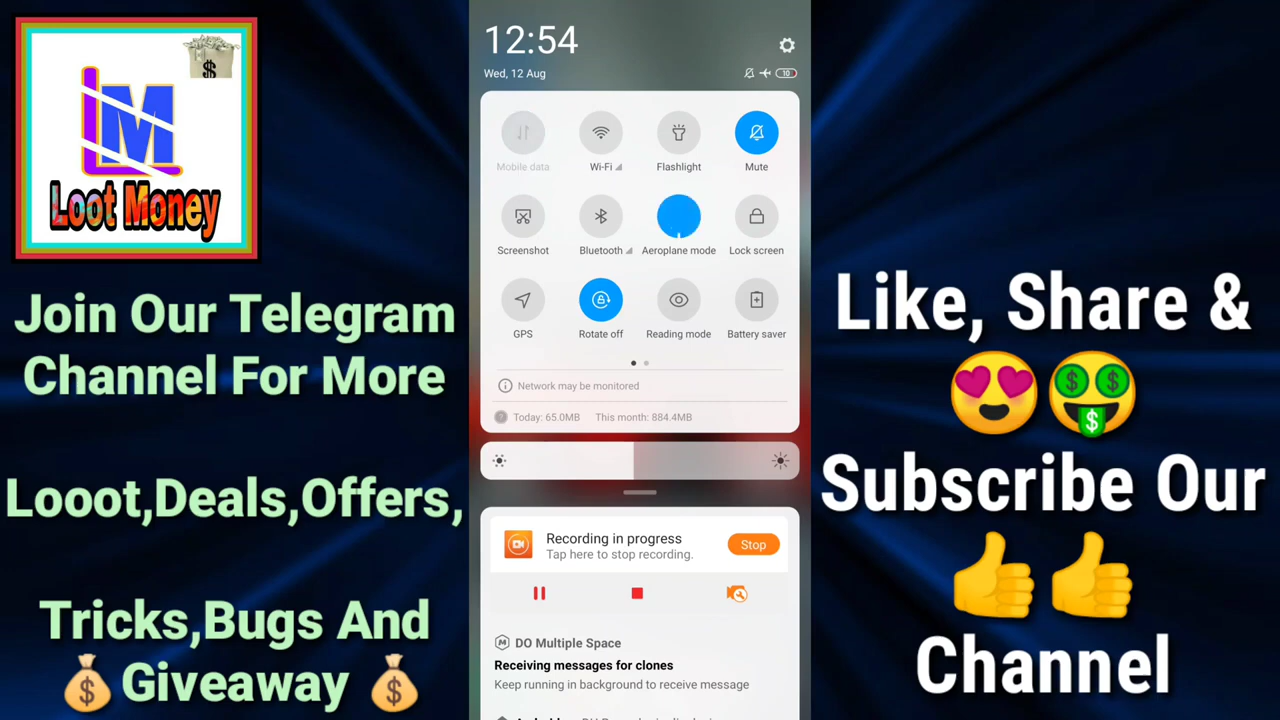 LM
Loot Money
Join Our Telegram
Channel For More
Looot,Deals,Offers,
Tricks,Bugs And
Giveaway
12:54
Wed, 12 Aug
10
Mobile data
Wi-Fi
Flashlight
Mute
Screenshot
Bluetooth
Aeroplane mode
Lock screen
GPS
Rotate off
Reading mode
Battery saver
Network may be monitored
Today: 65.0MB This month: 884.4MB
Recording in progress
Tap here to stop recording.
Stop
DO Multiple Space
Receiving messages for clones
Keep running in background to receive message
Like, Share &
Subscribe Our
Channel